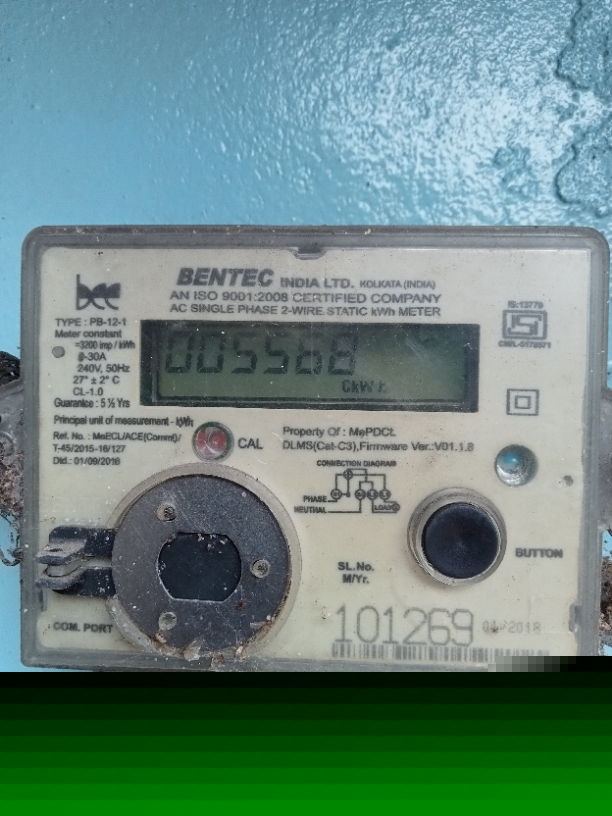 bee
BENTEC INDIA LTD. KOLKATA (INDIA)
AN ISO 9001:2008 CERTIFIED COMPANY
AC SINGLE PHASE 2-WIRE STATIC kWh METER
IS:13779
TYPE : PB-12-1
Meter constant
=3200 imp / kWh
-30A
240V, 50Hz
27° ± 2° C
CL-1.0
Guarantee : 5 ½ Yrs
005568
CkWh
Principal unit of measurement - kWh
Ref. No. : MeECL/ACE(Comml)/
T-45/2015-16/127
Dtd.: 01/09/2016
CAL
Property Of : MePDCL
DLMS(Cat-C3),Firmware Ver.:V01.1.8
CONNECTION DIAGRAM
PHASE
NEUTRAL
LOAD
BUTTON
SL.No.
M/Yr.
COM. PORT
101269 2018